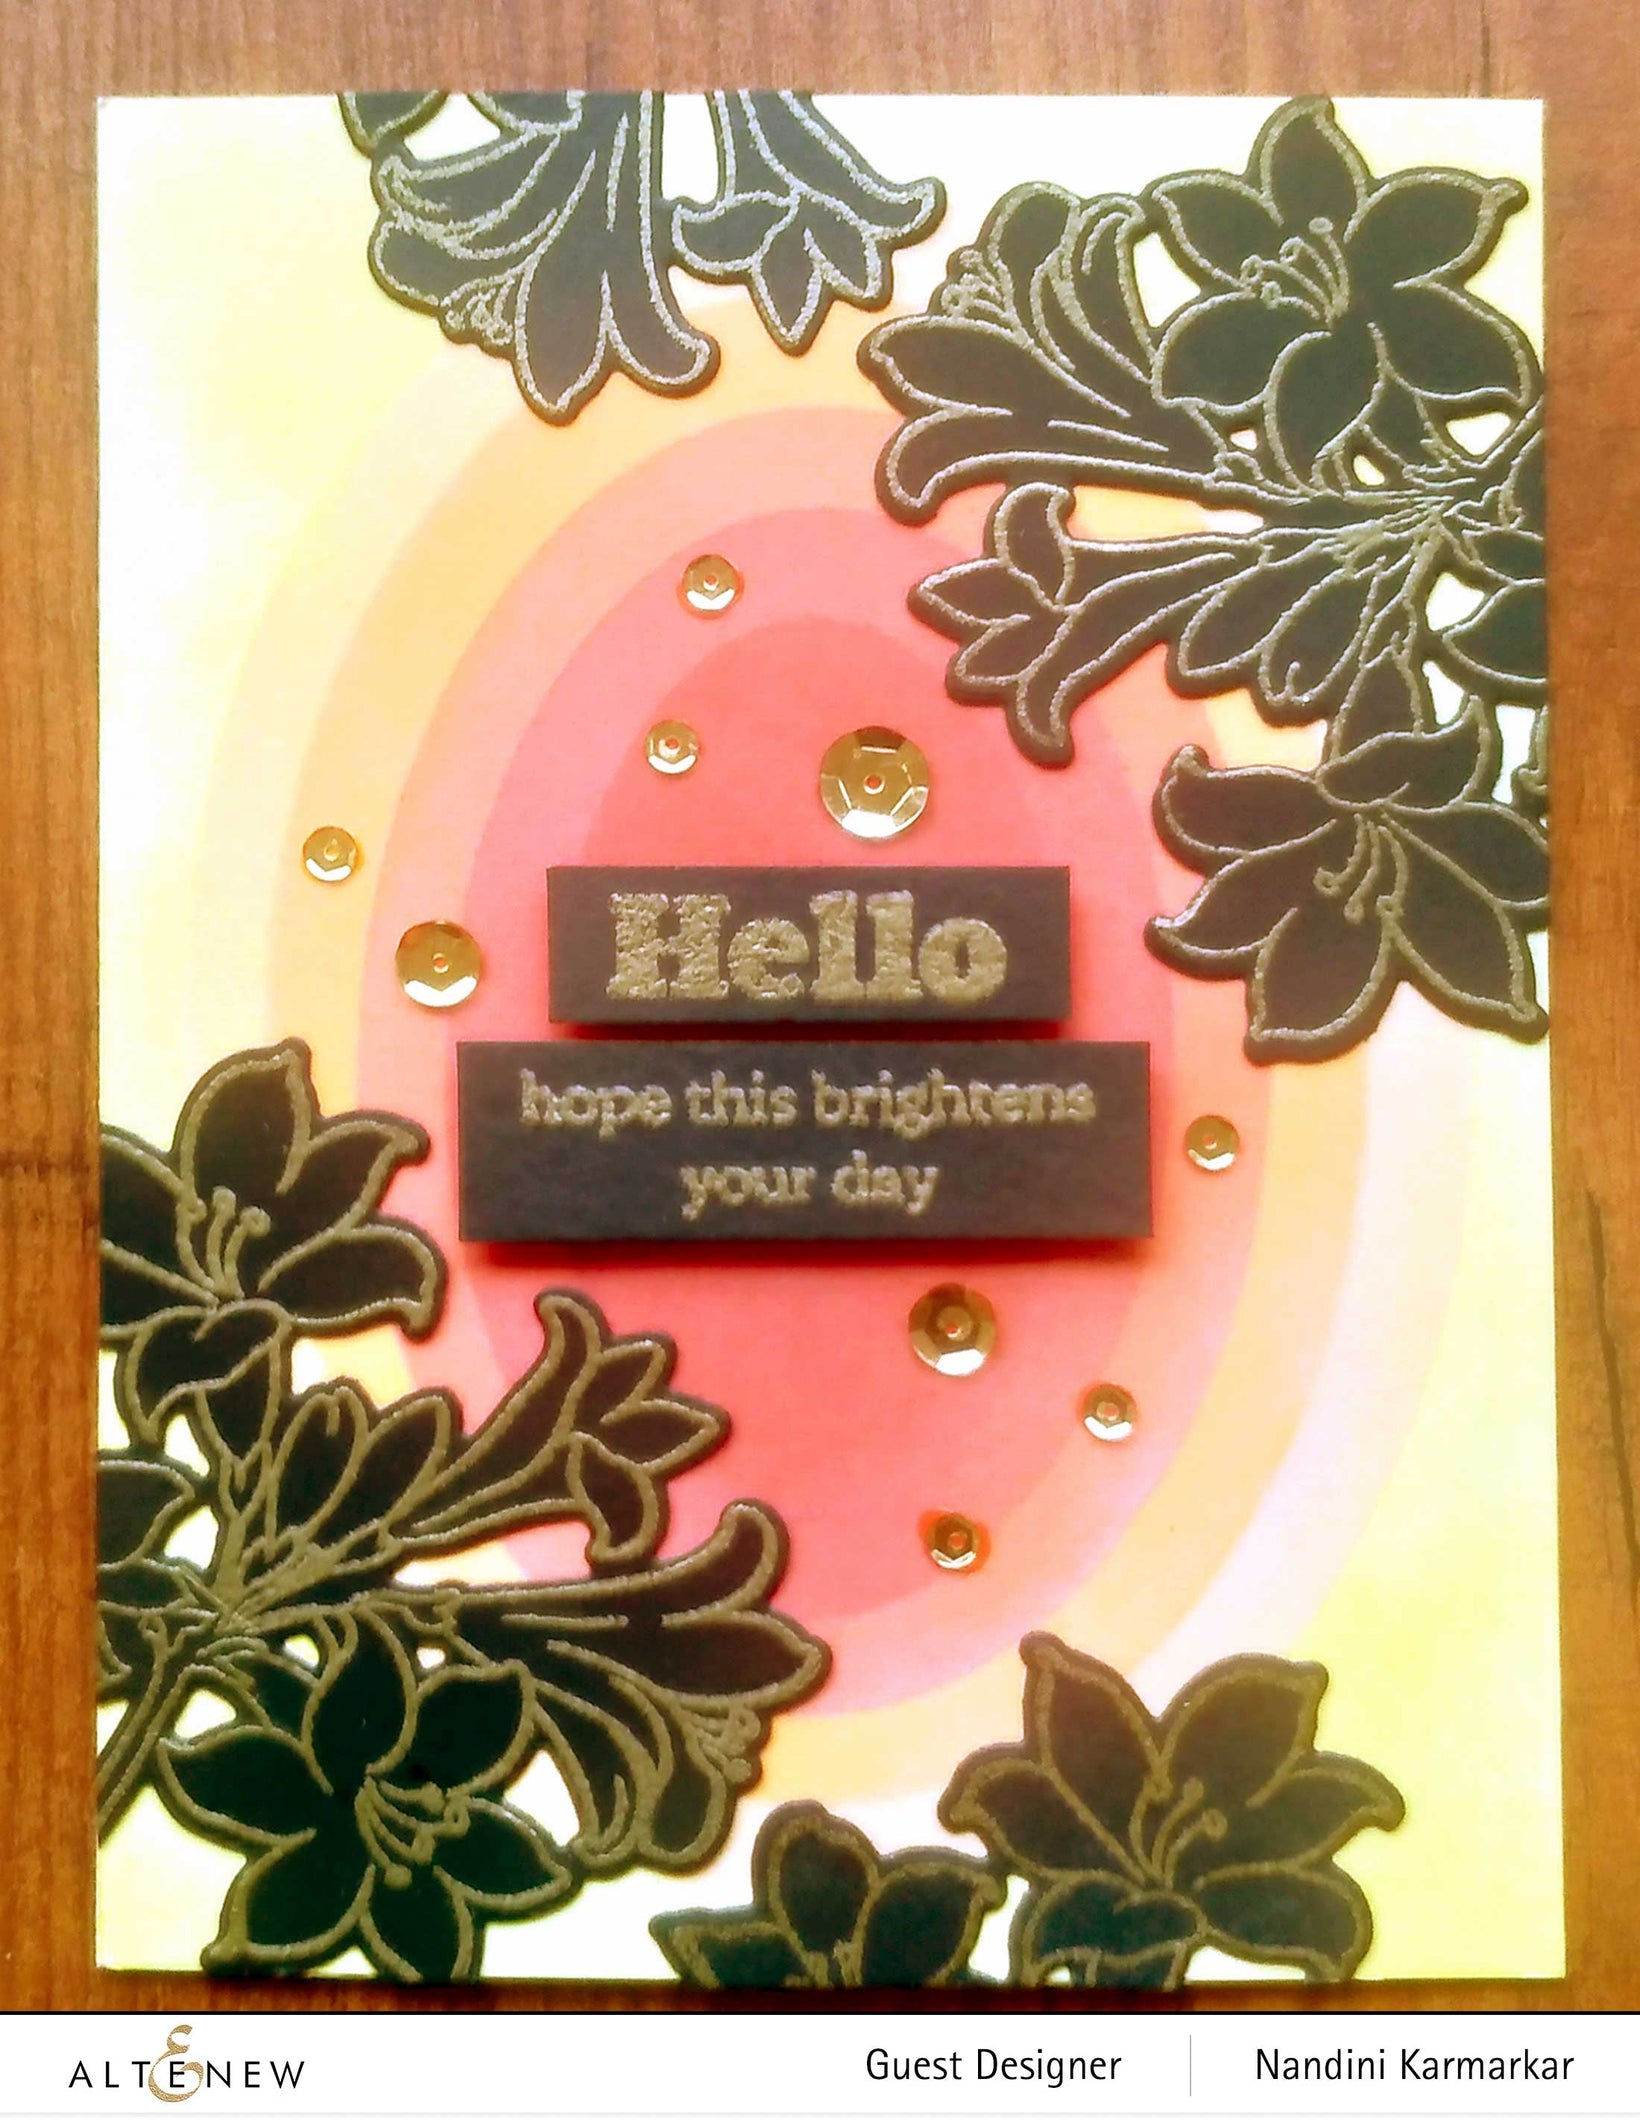 Hello
hope this brightens
your day
ALTENEW
Guest Designer
Nandini Karmarkar